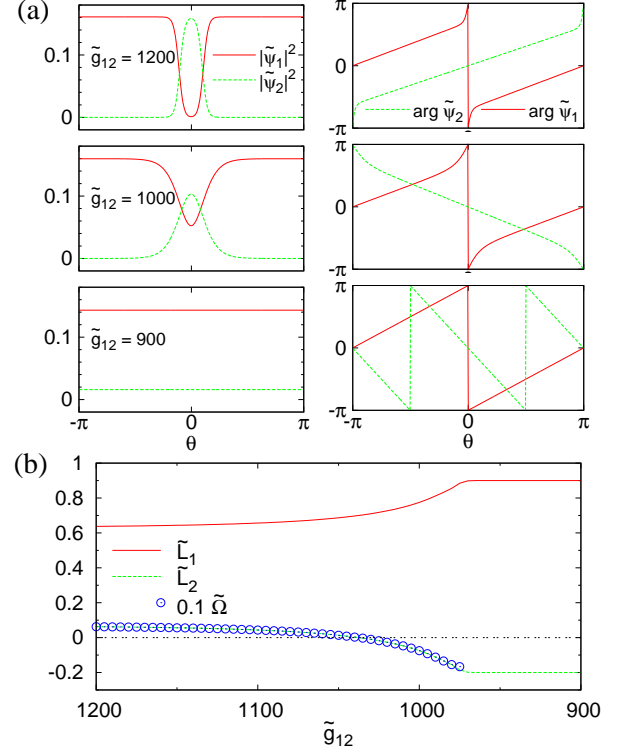 (a)
0.1
0
g̃12 = 1200
|ψ̃1|²
|ψ̃2|²
π
0
-π
arg ψ̃2
arg ψ̃1
0
0.1
0
g̃12 = 1000
π
0
-π
0
0.1
0
g̃12 = 900
-π
0
π
θ
π
0
-π
-π
0
π
θ
(b)
1
0.8
0.6
0.4
0.2
0
-0.2
L̃1
L̃2
0.1 Ω̃
1200
1100
1000
900
g̃12